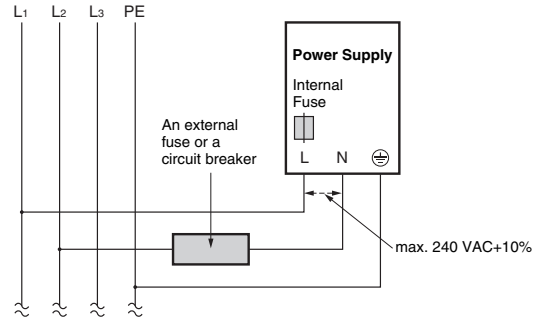 L1 L2 L3 PE
Power Supply
Internal
Fuse
L N
An external
fuse or a
circuit breaker
max. 240 VAC+10%